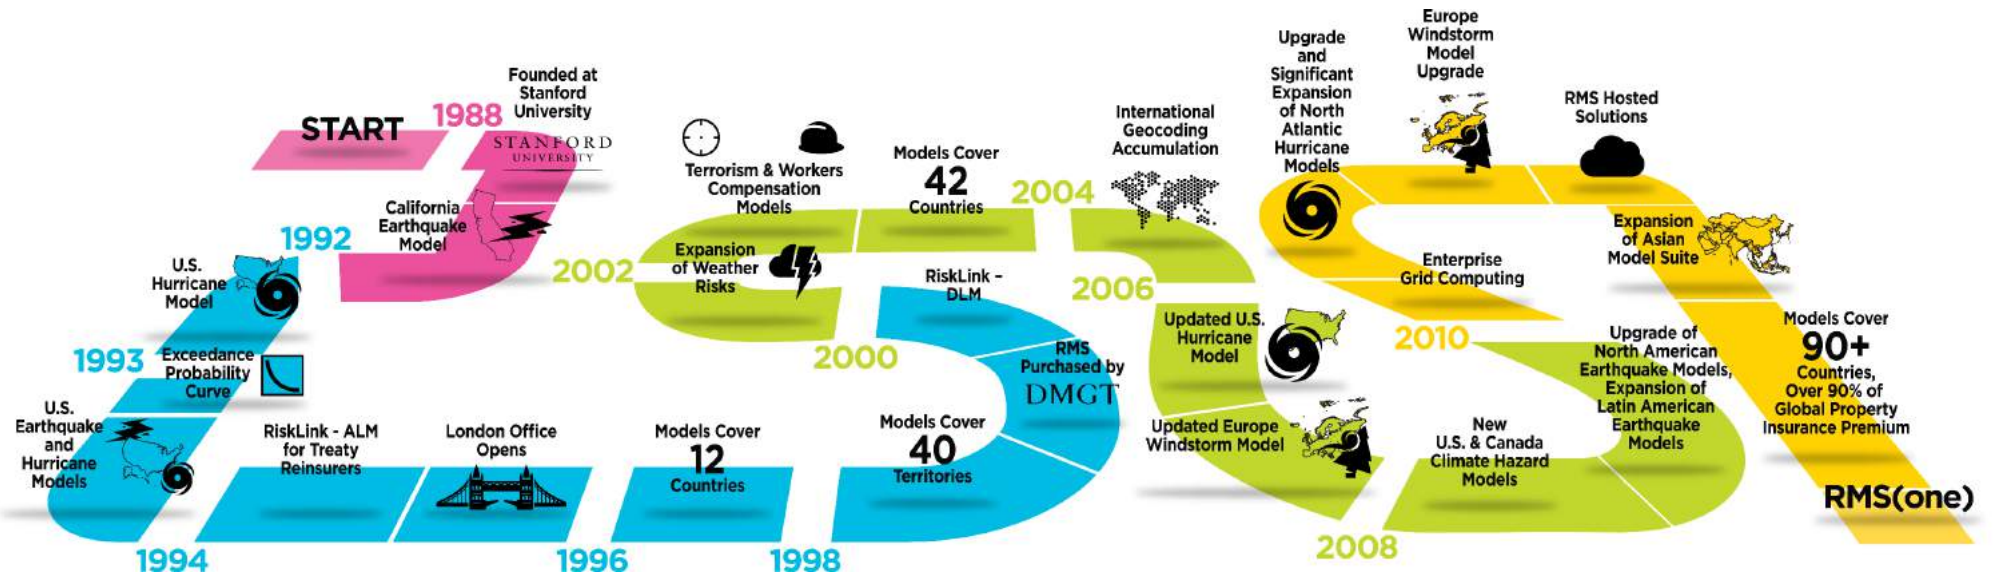 START
1988
Founded at
Stanford
University
STANFORD
UNIVERSITY
California
Earthquake
Model
1992
U.S.
Hurricane
Model
1993
Exceedance
Probability
Curve
U.S.
Earthquake
and
Hurricane
Models
1994
RiskLink - ALM
for Treaty
Reinsurers
London Office
Opens
1996
Models Cover
12
Countries
1998
Models Cover
40
Territories
RMS
Purchased by
DMGT
RiskLink –
DLM
2000
Expansion
of Weather
Risks
2002
Terrorism & Workers
Compensation
Models
Models Cover
42
Countries
2004
International
Geocoding
Accumulation
2006
Updated U.S.
Hurricane
Model
Updated Europe
Windstorm Model
2008
New
U.S. & Canada
Climate Hazard
Models
Upgrade of
North American
Earthquake Models,
Expansion of
Latin American
Earthquake
Models
2010
Enterprise
Grid Computing
Upgrade
and
Significant
Expansion
of North
Atlantic
Hurricane
Models
Europe
Windstorm
Model
Upgrade
RMS Hosted
Solutions
Expansion
of Asian
Model Suite
Models Cover
90+
Countries,
Over 90% of
Global Property
Insurance Premium
RMS(one)